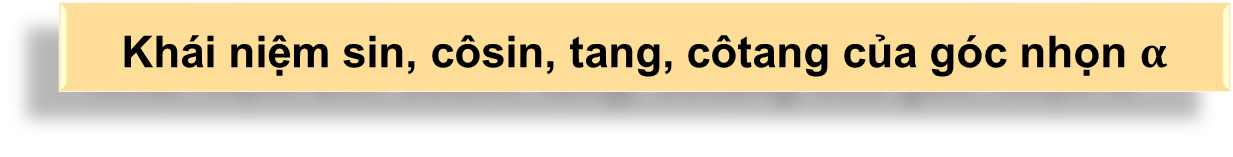 Khái niệm sin, côsin, tang, côtang của góc nhọn α